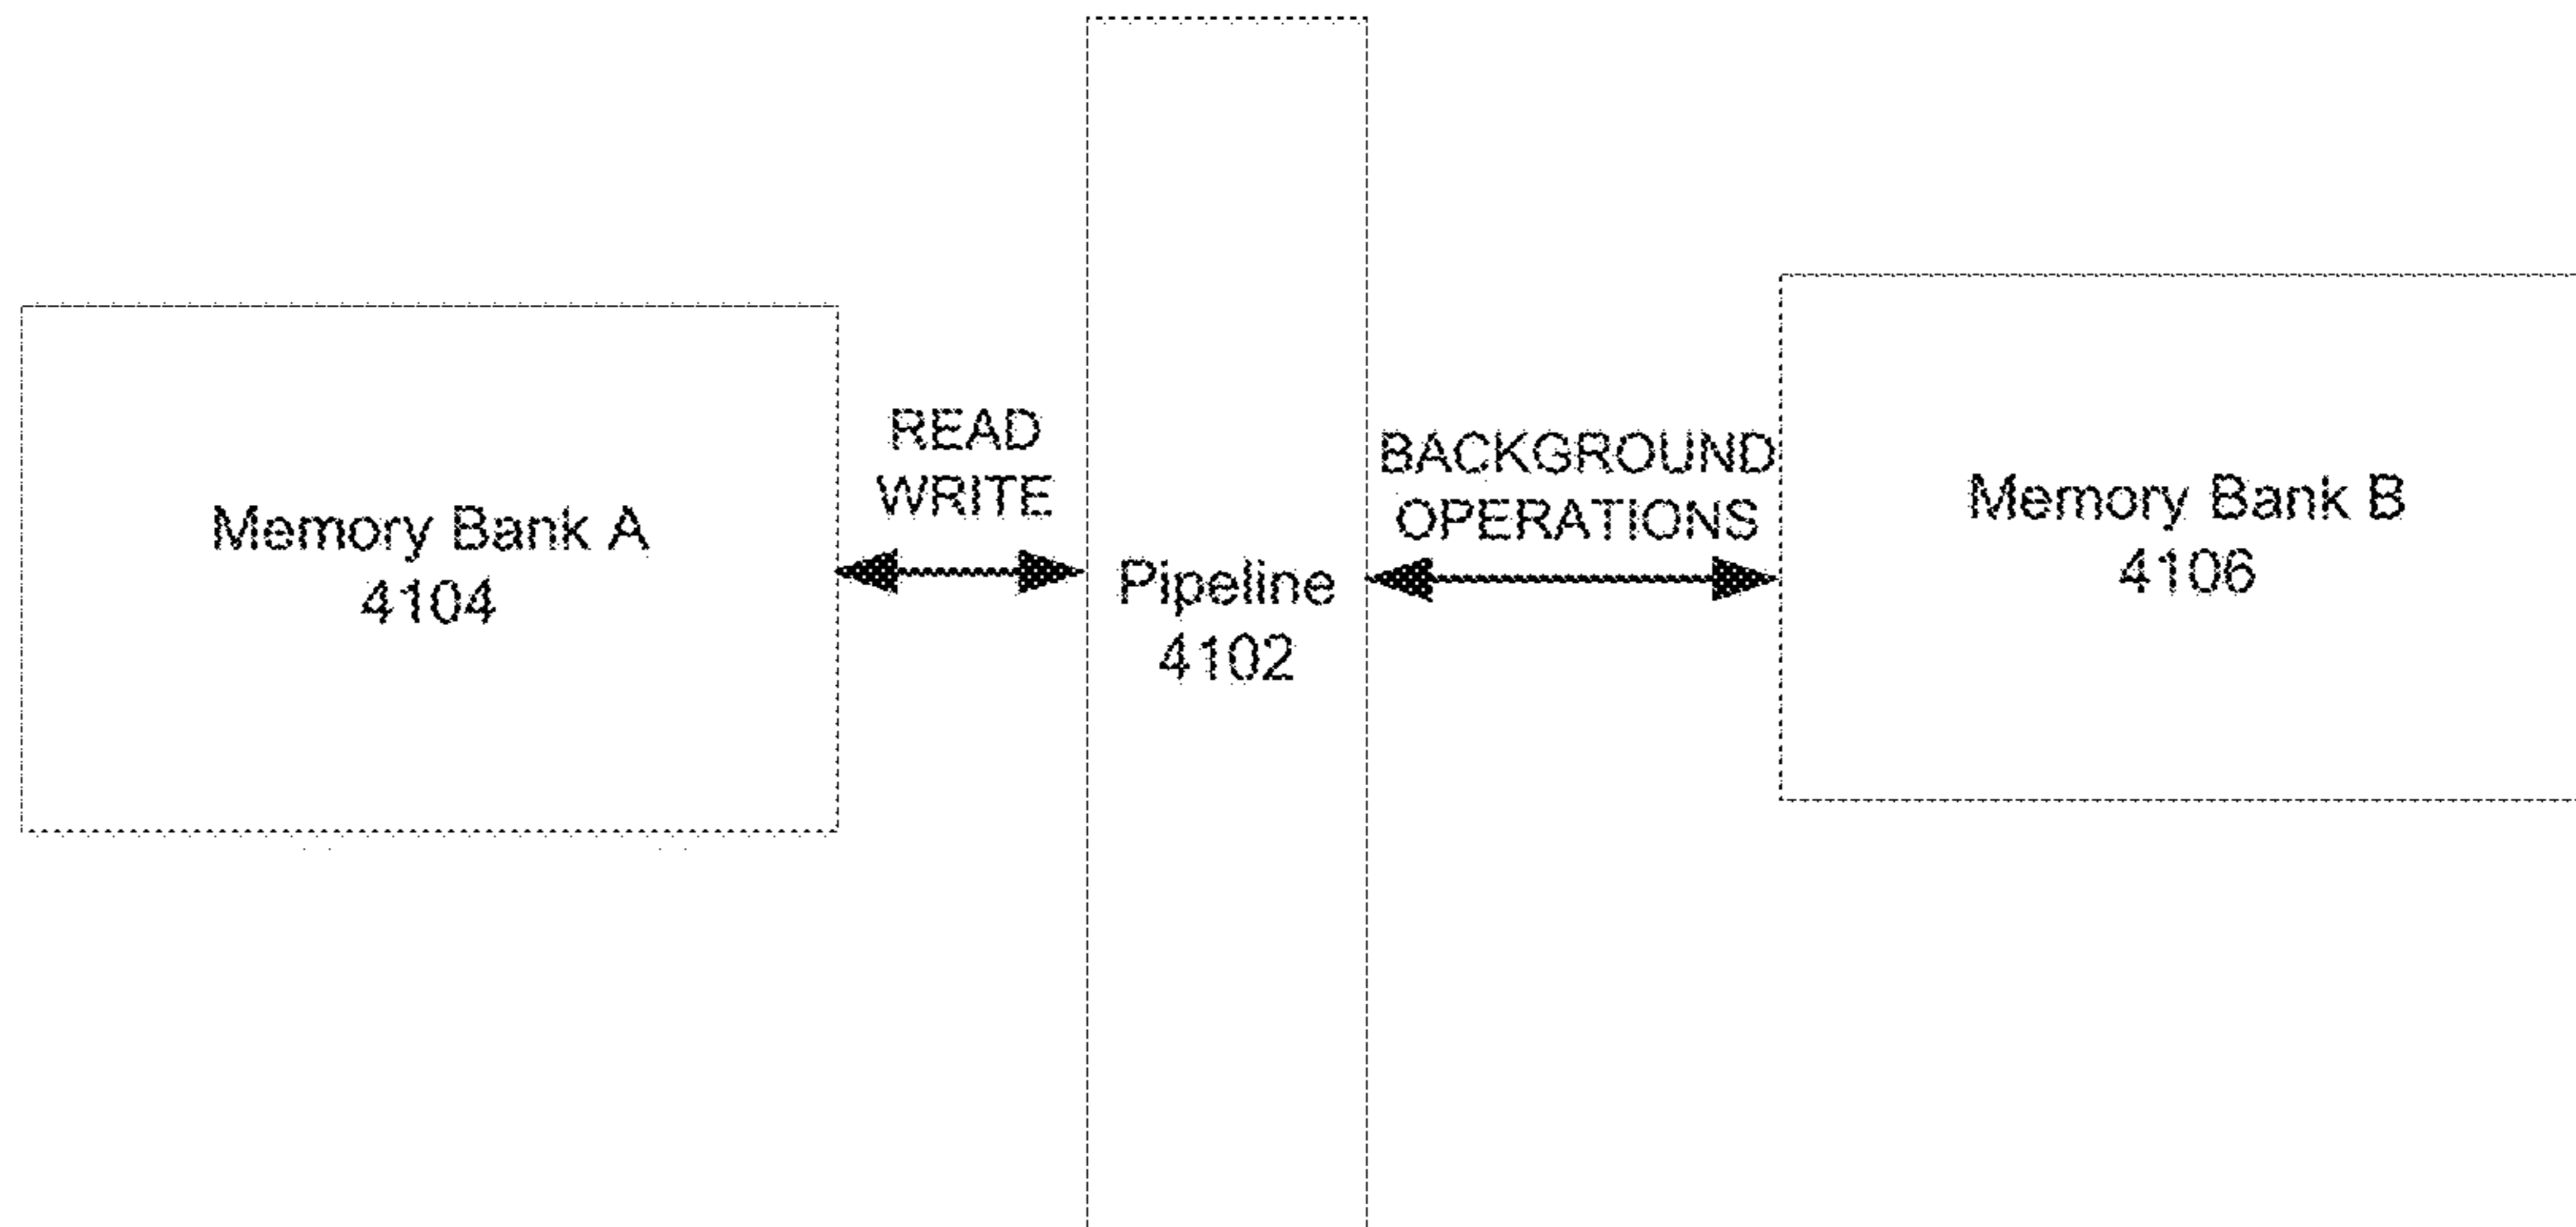 Memory Bank A
4104
READ
WRITE
Pipeline
4102
BACKGROUND
OPERATIONS
Memory Bank B
4106